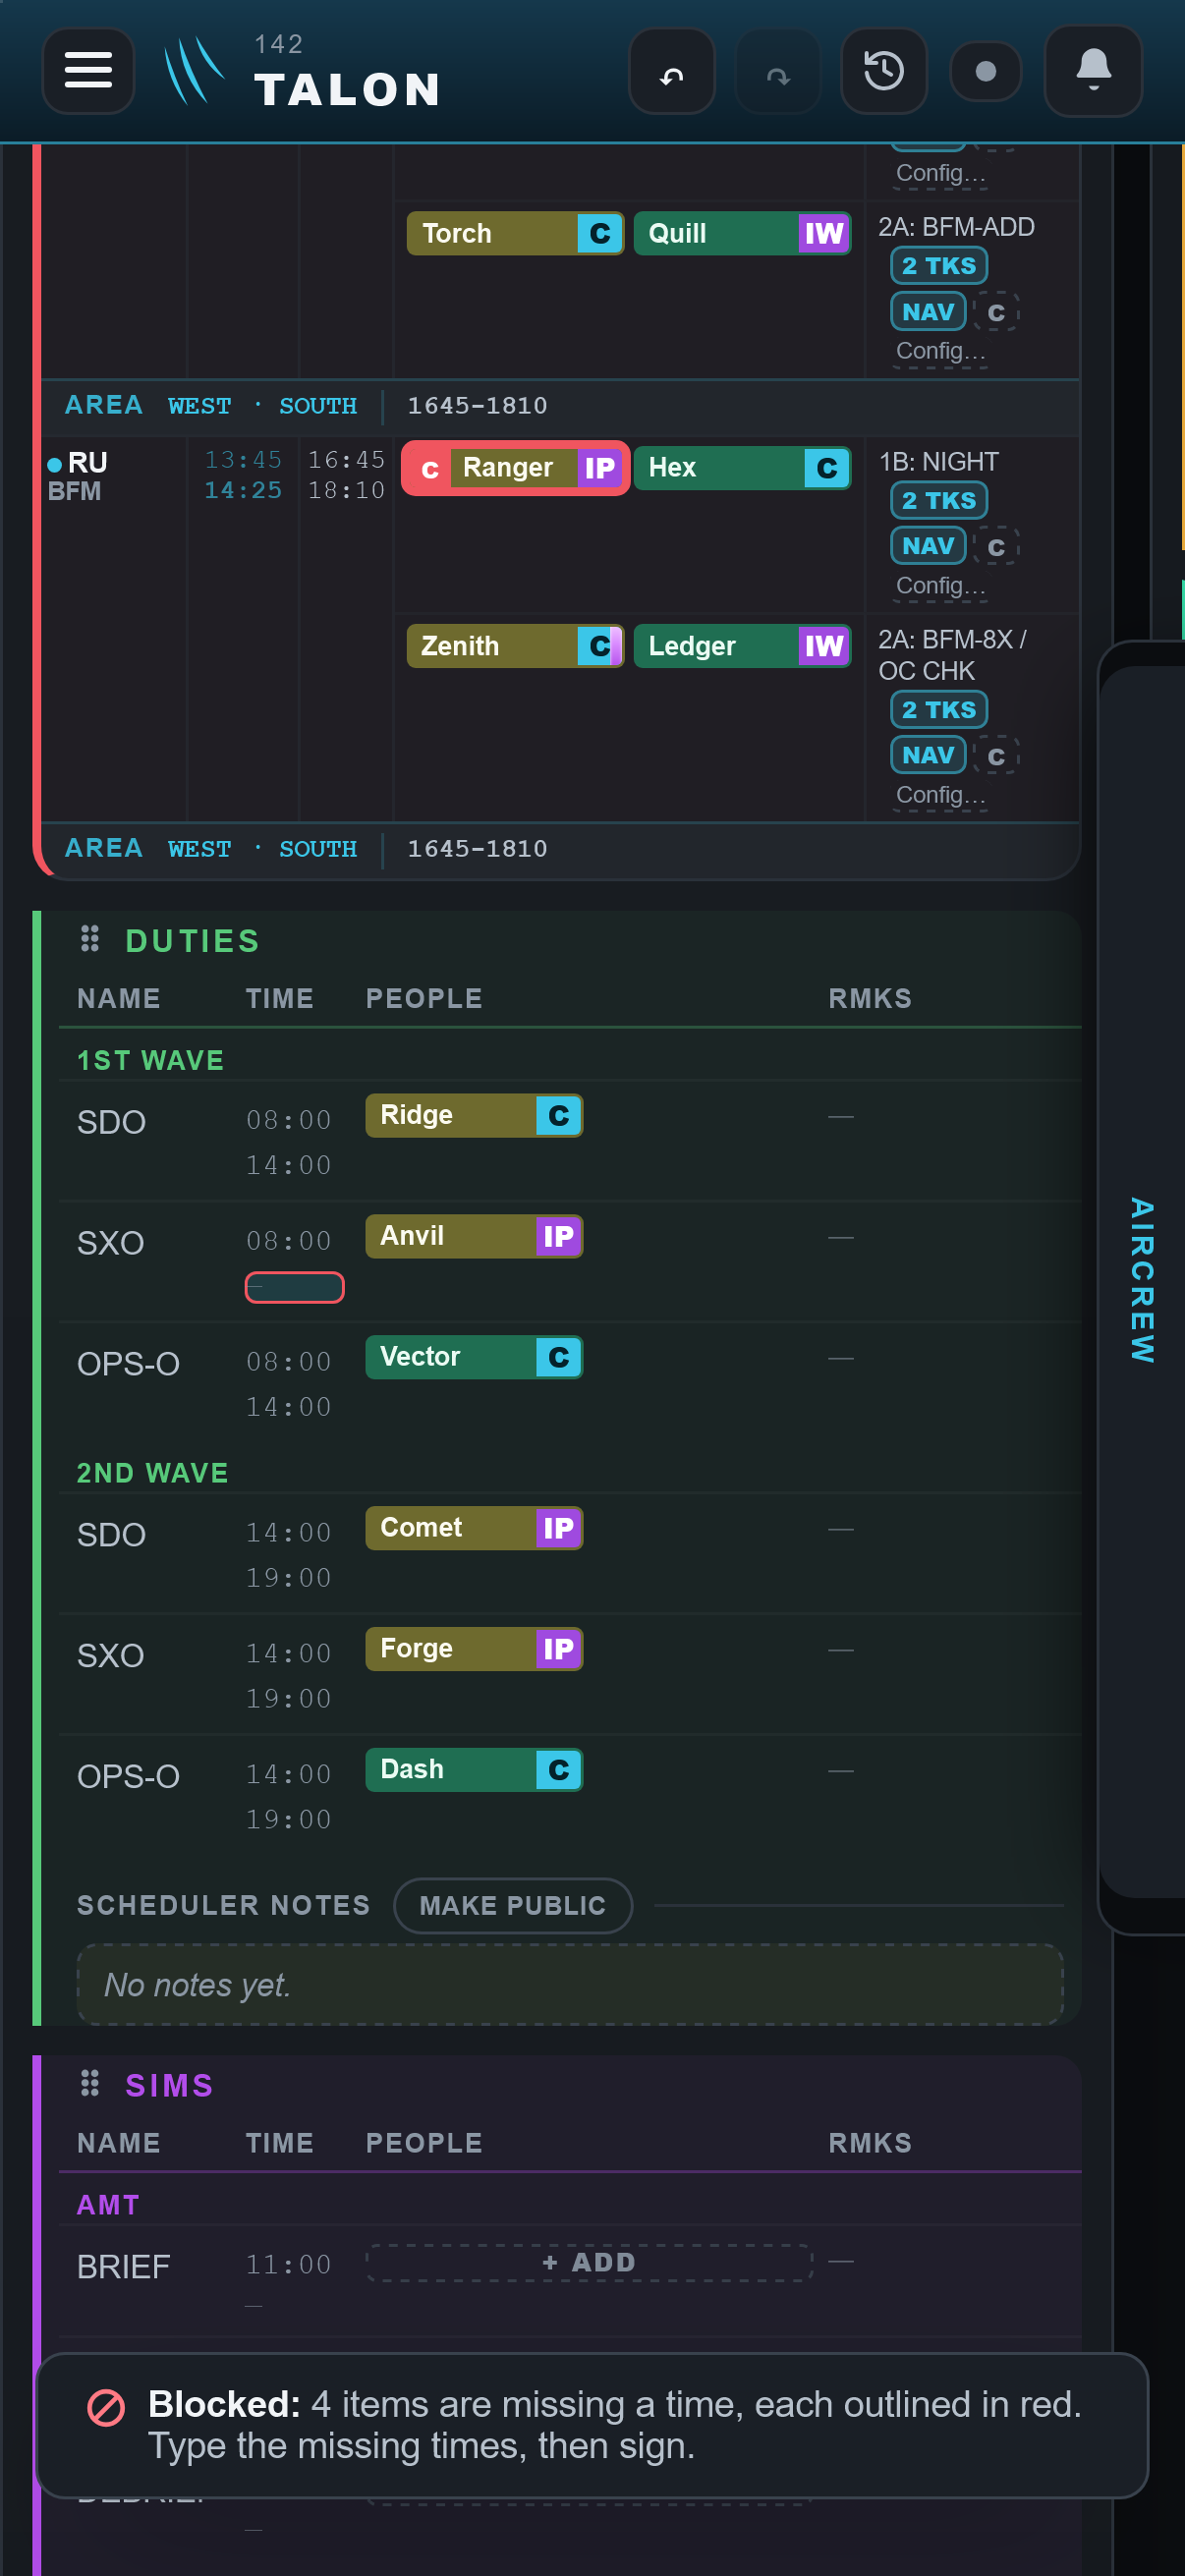 142
TALON
Config...
Torch C Quill IW 2A: BFM-ADD
2 TKS
NAV C
Config...
AREA WEST · SOUTH 1645-1810
RU 13:45 16:45 c Ranger IP Hex C 1B: NIGHT
BFM 14:25 18:10
2 TKS
NAV C
Config...
Zenith C Ledger IW 2A: BFM-8X /
OC CHK
2 TKS
NAV C
Config...
AREA WEST · SOUTH 1645-1810
DUTIES
NAME TIME PEOPLE RMKS
1ST WAVE
SDO 08:00 Ridge C —
14:00
SXO 08:00 Anvil IP —
—
OPS-O 08:00 Vector C —
14:00
AIRCREW
2ND WAVE
SDO 14:00 Comet IP —
19:00
SXO 14:00 Forge IP —
19:00
OPS-O 14:00 Dash C —
19:00
SCHEDULER NOTES MAKE PUBLIC
No notes yet.
SIMS
NAME TIME PEOPLE RMKS
AMT
BRIEF 11:00 + ADD —
—
Blocked: 4 items are missing a time, each outlined in red.
Type the missing times, then sign.
—